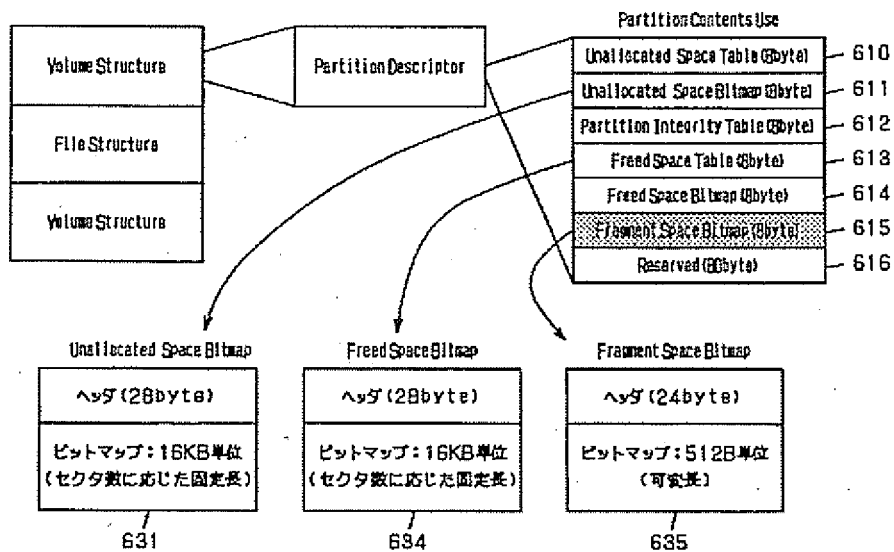 Partition Contents Use
Volume Structure
Partition Descriptor
Unallocated Space Table (8byte)
610
Unallocated Space Bitmap (8byte)
611
Partition Integrity Table (8byte)
612
File Structure
Freed Space Table (8byte)
613
Freed Space Bitmap (8byte)
614
Volume Structure
Fragment Space Bitmap (8byte)
615
Reserved (80byte)
616
Unallocated Space Bitmap
Freed Space Bitmap
Fragment Space Bitmap
ヘッダ(28byte)
ヘッダ(28byte)
ヘッダ(24byte)
ビットマップ：16KB単位
(セクタ数に応じた固定長)
ビットマップ：16KB単位
(セクタ数に応じた固定長)
ビットマップ：512B単位
(可変長)
631
634
635